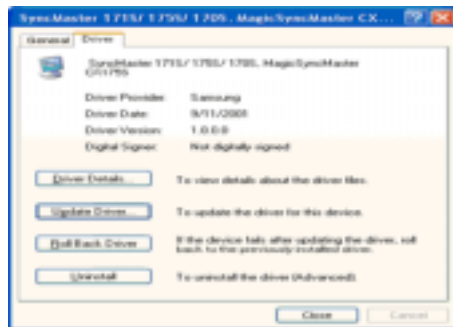 SyncMaster 171S/ 175S/ 170S, MagicSyncMaster CX...
General Driver
SyncMaster 171S/ 175S/ 170S, MagicSyncMaster
Driver Provider: Samsung
Driver Date: 9/11/2001
Driver Version: 1.0.0.0
Digital Signer: Not digitally signed
Driver Details... To view details about the driver files.
Update Driver... To update the driver for this device.
Roll Back Driver If the device fails after updating the driver, roll
back to the previously installed driver.
Uninstall To uninstall the driver (Advanced).
Close Cancel